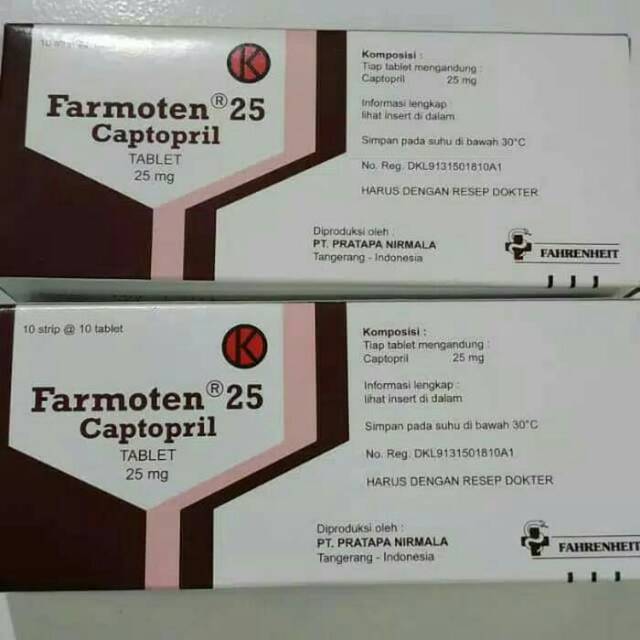 10 strip @ 10
K
Farmoten ® 25
Captopril
TABLET
25 mg
Komposisi :
Tiap tablet mengandung :
Captopril 25 mg
Informasi lengkap
lihat insert di dalam
Simpan pada suhu di bawah 30°C
No. Reg. DKL9131501810A1
HARUS DENGAN RESEP DOKTER
Diproduksi oleh :
PT. PRATAPA NIRMALA
Tangerang - Indonesia
FAHRENHEIT
10 strip @ 10 tablet
K
Farmoten ® 25
Captopril
TABLET
25 mg
Komposisi :
Tiap tablet mengandung :
Captopril 25 mg
Informasi lengkap :
lihat insert di dalam
Simpan pada suhu di bawah 30°C
No. Reg. DKL9131501810A1
HARUS DENGAN RESEP DOKTER
Diproduksi oleh :
PT. PRATAPA NIRMALA
Tangerang - Indonesia
FAHRENHEIT